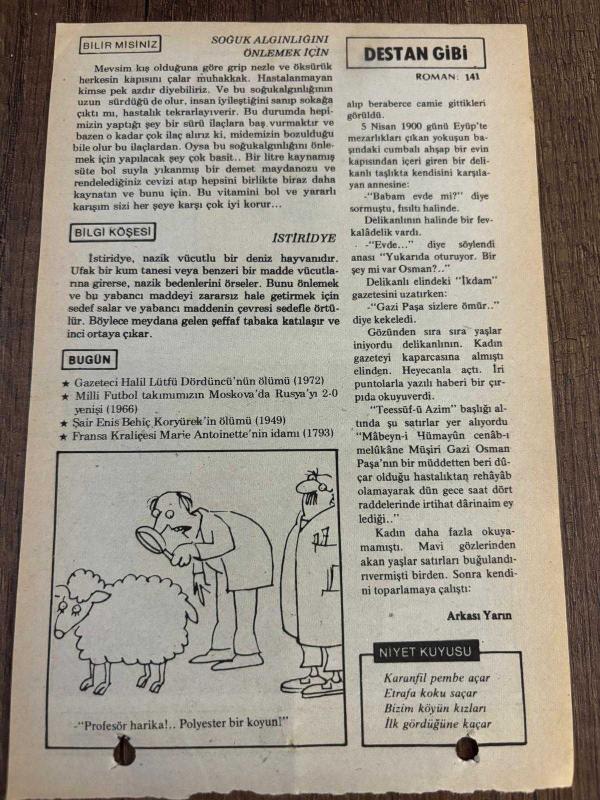 BİLİR MİSİNİZ
SOĞUK ALGINLIĞINI
ÖNLEMEK İÇİN
Mevsim kış olduğuna göre grip nezle ve öksürük
herkesin kapısını çalar muhakkak. Hastalanmayan
kimse pek azdır diyebiliriz. Ve bu soğukalgınlığının
uzun sürdüğü de olur, insan iyileştiğini sanıp sokağa
çıktı mı, hastalık tekrarlayıverir. Bu durumda hepi-
mizin yaptığı şey bir sürü ilaçlara baş vurmaktır ve
bazen o kadar çok ilaç alırız ki, midemizin bozulduğu
bile olur bu ilaçlardan. Oysa bu soğukalgınlığını önle-
mek için yapılacak şey çok basit.. Bir litre kaynamış
süte bol suyla yıkanmış bir demet maydanozu ve
rendelediğiniz cevizi atıp hepsini birlikte biraz daha
kaynatın ve bunu için. Bu vitamini bol ve yararlı
karışım sizi her şeye karşı çok iyi korur...
BİLGI KÖŞESİ
İSTİRİDYE
İstiridye, nazik vücutlu bir deniz hayvanıdır.
Ufak bir kum tanesi veya benzeri bir madde vücutla-
rına girerse, nazik bedenlerini örseler. Bunu önlemek
ve bu yabancı maddeyi zararsız hale getirmek için
sedef salar ve yabancı maddenin çevresi sedefle örtü-
lür. Böylece meydana gelen şeffaf tabaka katılaşır ve
inci ortaya çıkar.
BUGÜN
★ Gazeteci Halil Lütfü Dördüncü'nün ölümü (1972)
★ Milli Futbol takımımızın Moskova'da Rusya'yı 2-0
yenişi (1966)
★ Şair Enis Behiç Koryürek'in ölümü (1949)
★ Fransa Kraliçesi Marie Antoinette'nin idamı (1793)
-"Profesör harika!.. Polyester bir koyun!"
DESTAN GİBİ
ROMAN: 141
alıp beraberce camie gittikleri
görüldü.
5 Nisan 1900 günü Eyüp'te
mezarlıkları çıkan yokuşun ba-
şındaki cumbalı ahşap bir evin
kapısından içeri giren bir deli-
kanlı taşlıkta kendisini karşıla-
yan annesine:
-"Babam evde mi?" diye
sormuştu, fısıltı halinde.
Delikanlının halinde bir fev-
kalâdelik vardı.
-"Evde..." diye söylendi
anası "Yukarıda oturuyor. Bir
şey mi var Osman?.."
Delikanlı elindeki "İkdam"
gazetesini uzatırken:
-"Gazi Paşa sizlere ömür.."
diye kekeledi.
Gözünden sıra sıra yaşlar
iniyordu delikanlının. Kadın
gazeteyi kaparcasına almıştı
elinden. Heyecanla açtı. İri
puntolarla yazılı haberi bir çır-
pıda okuyuverdi.
"Teessüf-ü Azim" başlığı al-
tında şu satırlar yer alıyordu
"Mâbeyn-i Hümayûn cenâb-ı
melûkâne Müşiri Gazi Osman
Paşa'nın bir müddetten beri dû-
çar olduğu hastalıktan rehâyâb
olamayarak dün gece saat dört
raddelerinde irtihat dârinaim ey
lediği.."
Kadın daha fazla okuya-
mamıştı. Mavi gözlerinden
akan yaşlar satırları buğulandı-
rıvermişti birden. Sonra kendi-
ni toparlamaya çalıştı:
Arkası Yarın
NİYET KUYUSU
Karanfil pembe açar
Etrafa koku saçar
Bizim köyün kızları
İlk gördüğüne kaçar